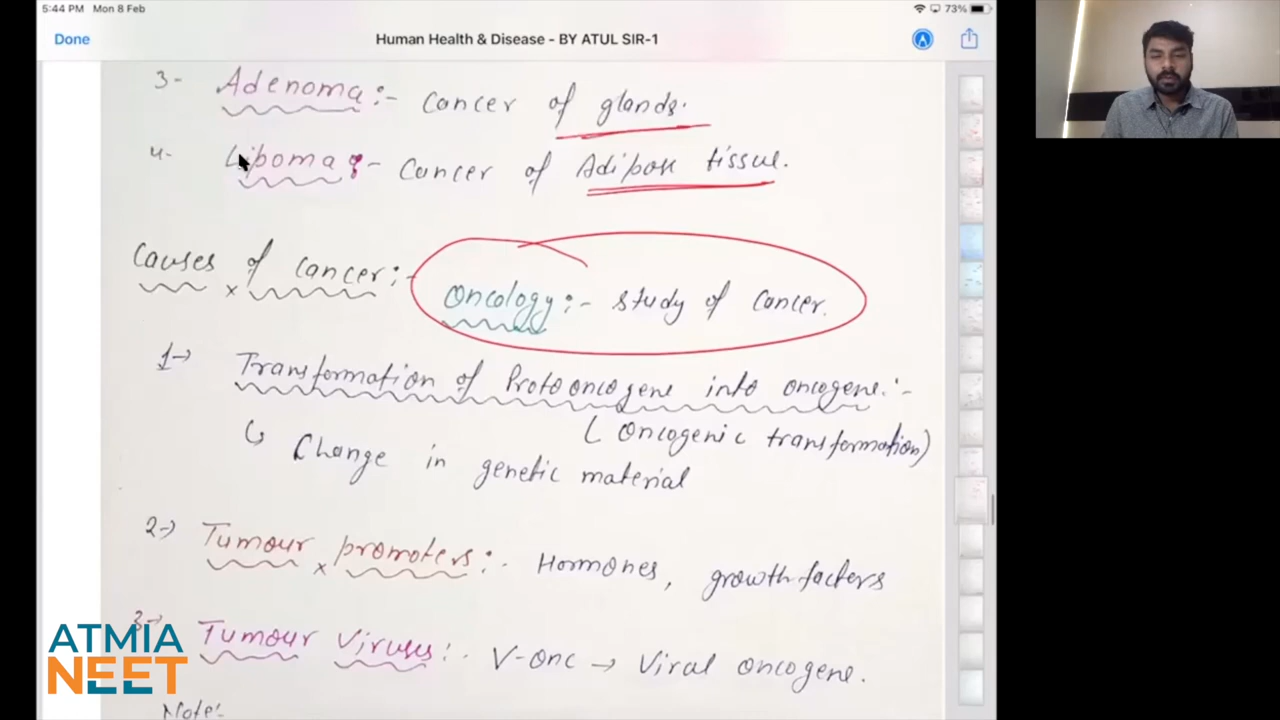 5:44 PM Mon 8 Feb
73%
Done
Human Health & Disease - BY ATUL SIR-1
3- Adenoma :- Cancer of glands.
4- Lipoma :- Cancer of Adipose tissue.
Causes of cancer :-
Oncology :- Study of Cancer.
1→ Transformation of Protooncogene into oncogene :-
( Oncogenic transformation)
↳ Change in genetic material
2→ Tumour promoters :- Hormones, growth factors
3→ Tumour Viruses :- V-onc → Viral oncogene.
Note:-
ATMIA
NEET